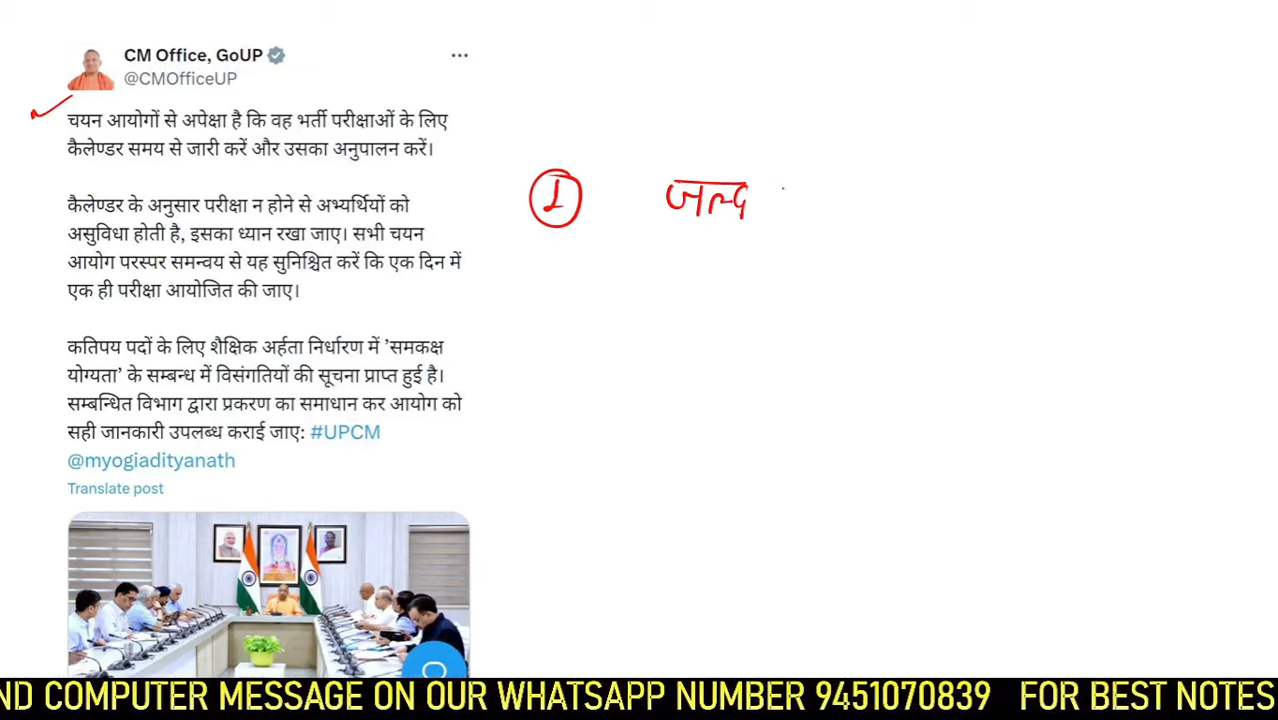 CM Office, GoUP
@CMOfficeUP
चयन आयोगों से अपेक्षा है कि वह भर्ती परीक्षाओं के लिए
कैलेण्डर समय से जारी करें और उसका अनुपालन करें।
कैलेण्डर के अनुसार परीक्षा न होने से अभ्यर्थियों को
असुविधा होती है, इसका ध्यान रखा जाए। सभी चयन
आयोग परस्पर समन्वय से यह सुनिश्चित करें कि एक दिन में
एक ही परीक्षा आयोजित की जाए।
कतिपय पदों के लिए शैक्षिक अर्हता निर्धारण में 'समकक्ष
योग्यता' के सम्बन्ध में विसंगतियों की सूचना प्राप्त हुई है।
सम्बन्धित विभाग द्वारा प्रकरण का समाधान कर आयोग को
सही जानकारी उपलब्ध कराई जाए: #UPCM
@myogiadityanath
Translate post
1 जल्द
ND COMPUTER MESSAGE ON OUR WHATSAPP NUMBER 9451070839 FOR BEST NOTES